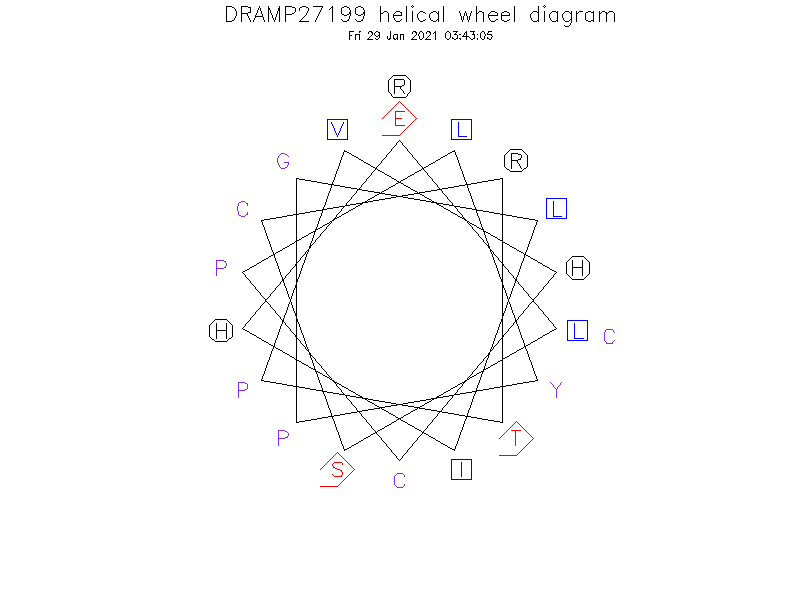 DRAMP27199 helical wheel diagram
Fri 29 Jan 2021 03:43:05
R
V E L
G R
C L
P H
H L C
P Y
P T
S I
C